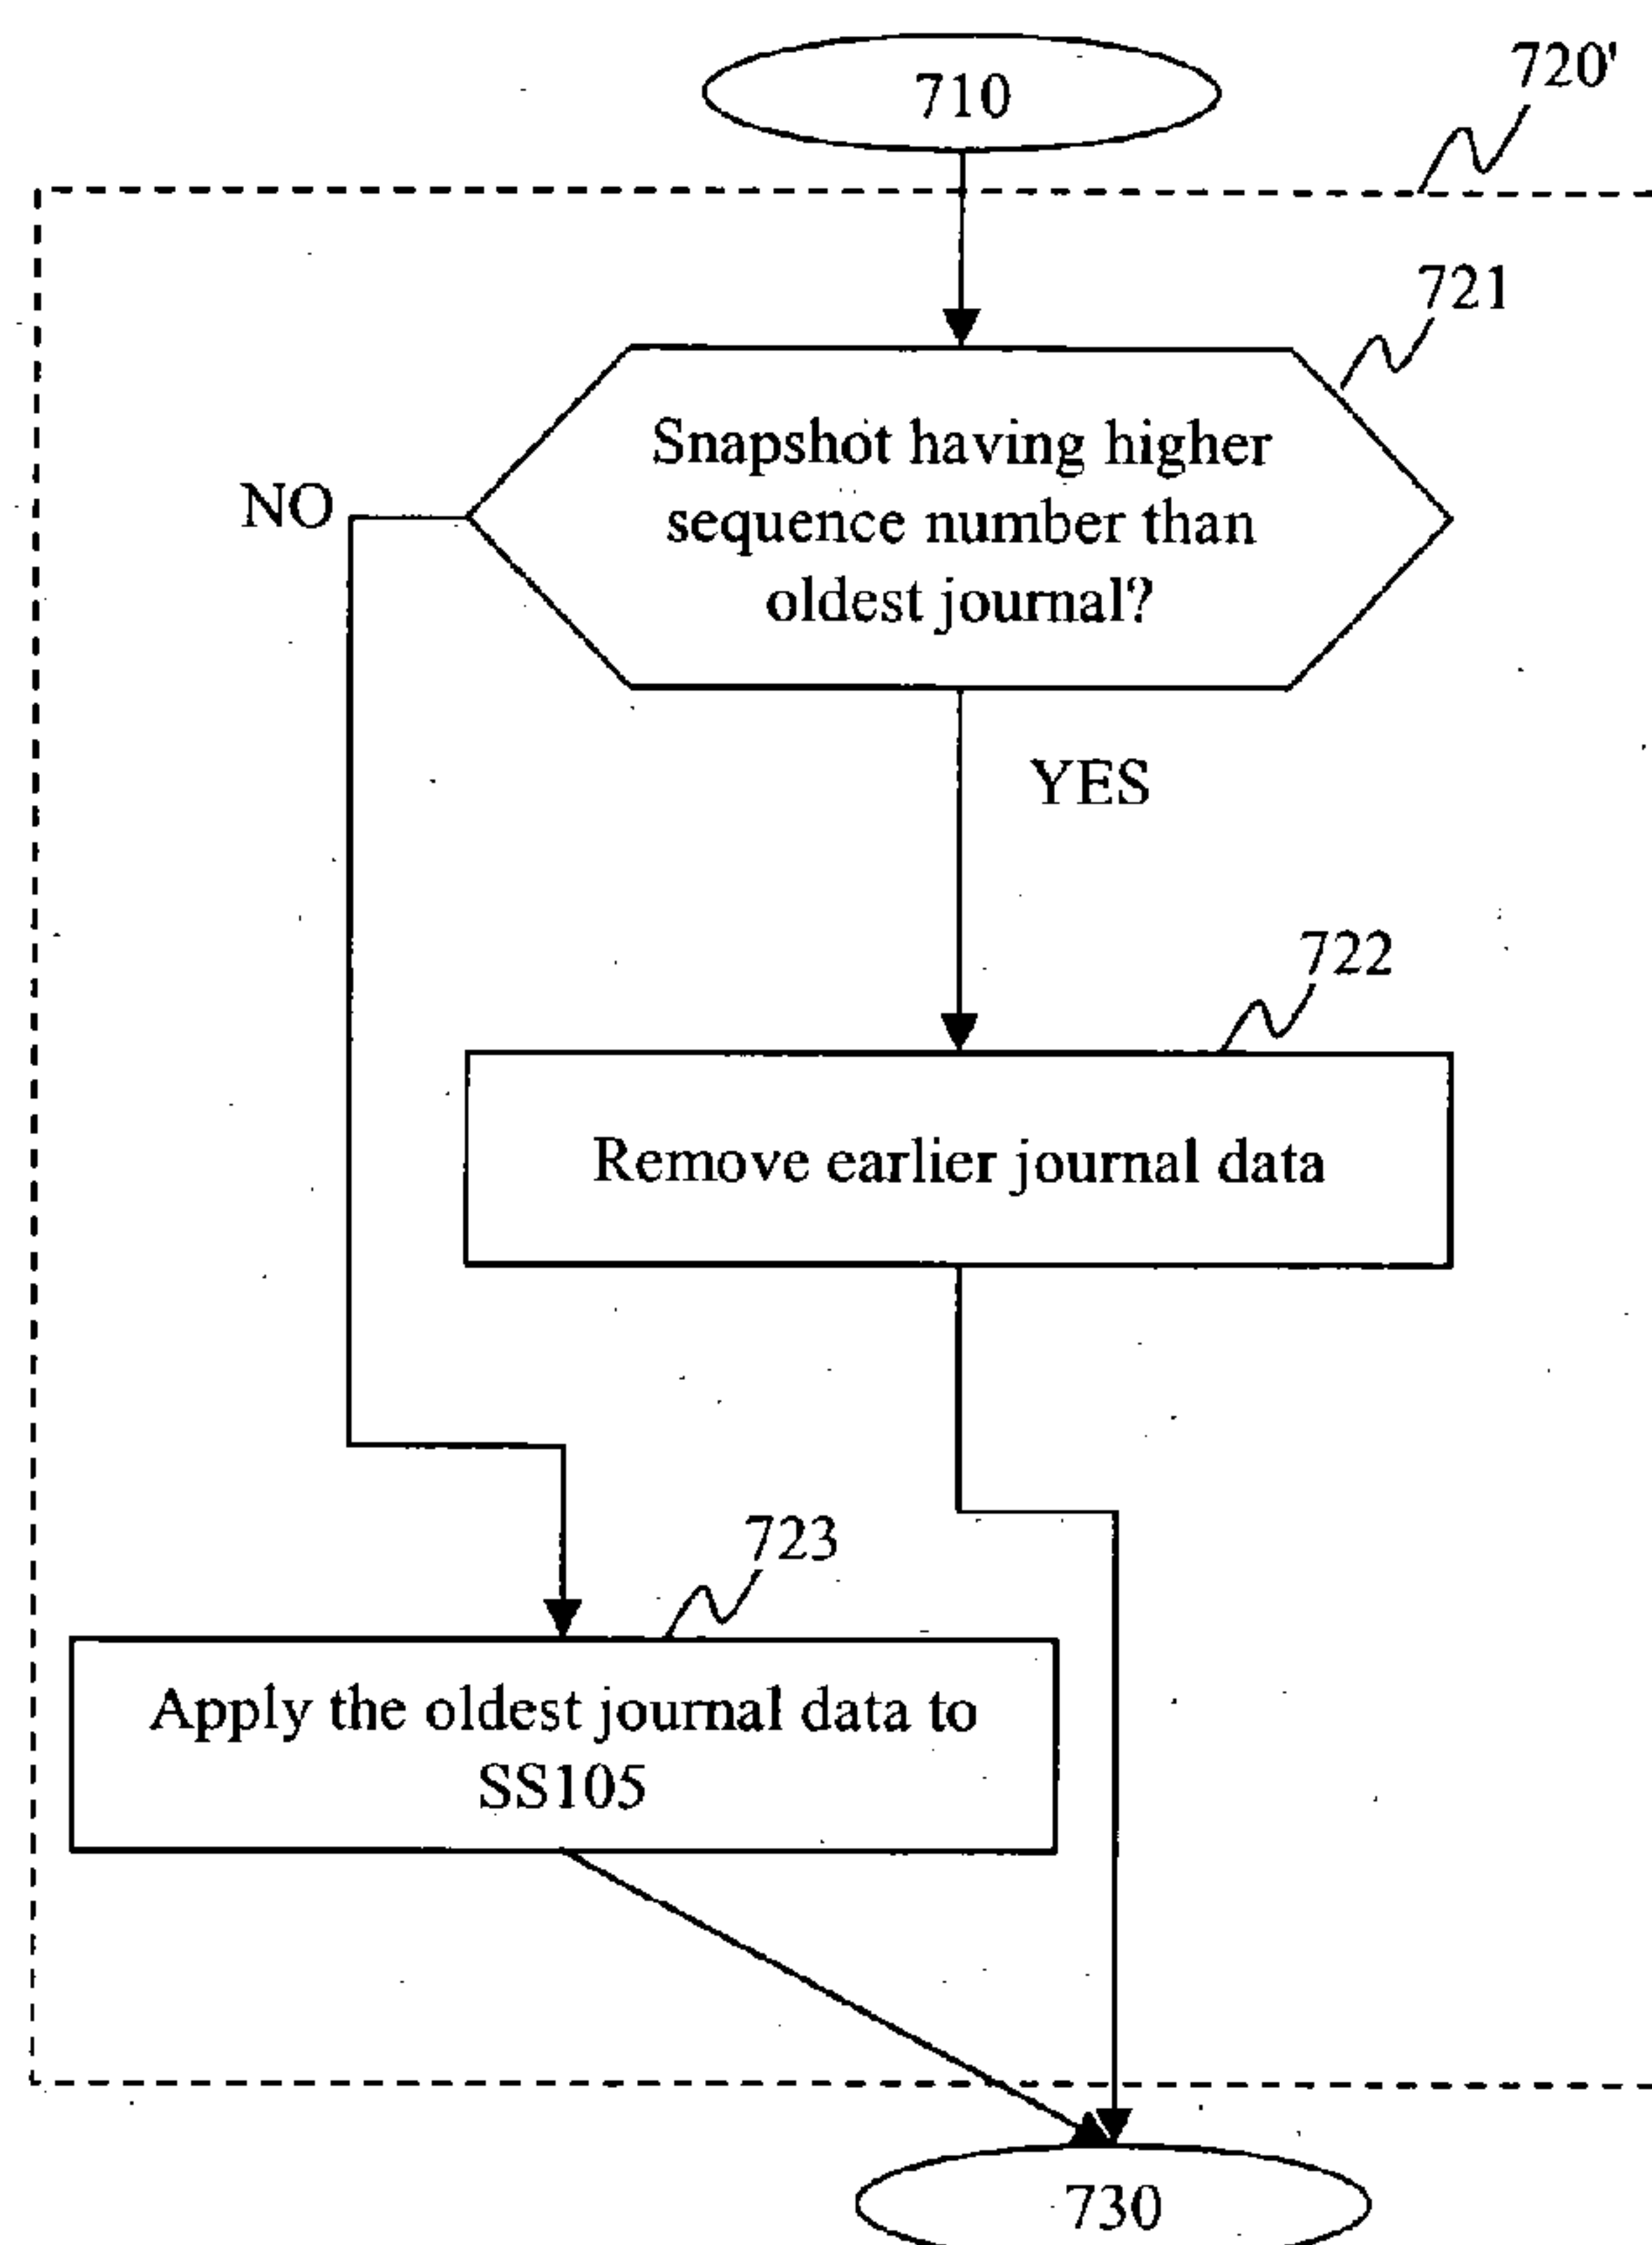 710
720'
721
Snapshot having higher
sequence number than
oldest journal?
NO
YES
722
Remove earlier journal data
723
Apply the oldest journal data to
SS105
730